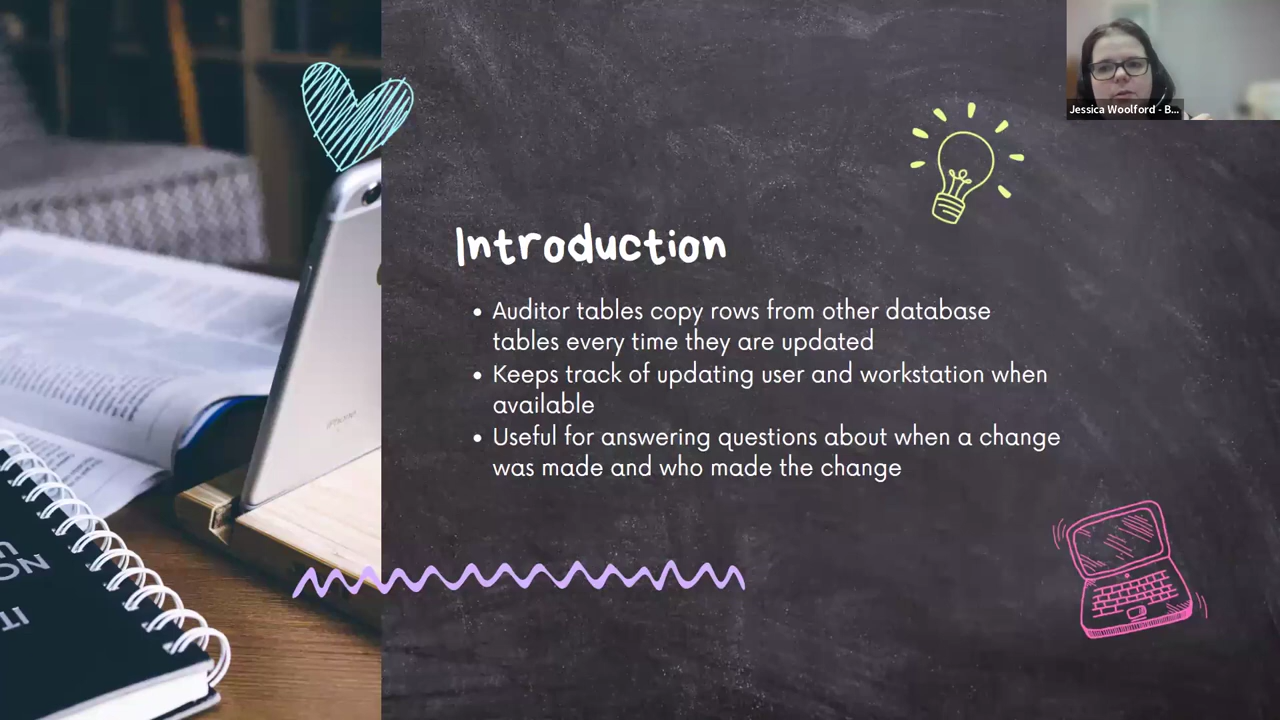 Jessica Woolford - B...
Introduction
• Auditor tables copy rows from other database
tables every time they are updated
• Keeps track of updating user and workstation when
available
• Useful for answering questions about when a change
was made and who made the change
iPhone